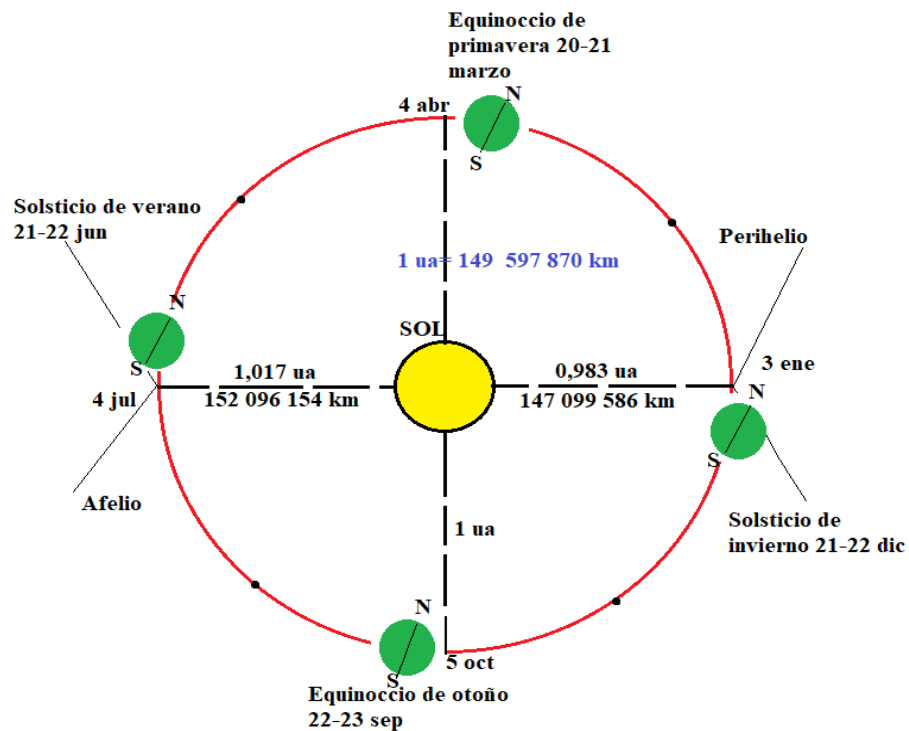 Equinoccio de
primavera 20-21
marzo
N
4 abr
S
Solsticio de verano
21-22 jun
Perihelio
1 ua= 149 597 870 km
N
SOL
S
1,017 ua
0,983 ua
3 ene
4 jul
152 096 154 km
147 099 586 km
N
S
Afelio
1 ua
Solsticio de
invierno 21-22 dic
N
5 oct
S
Equinoccio de otoño
22-23 sep